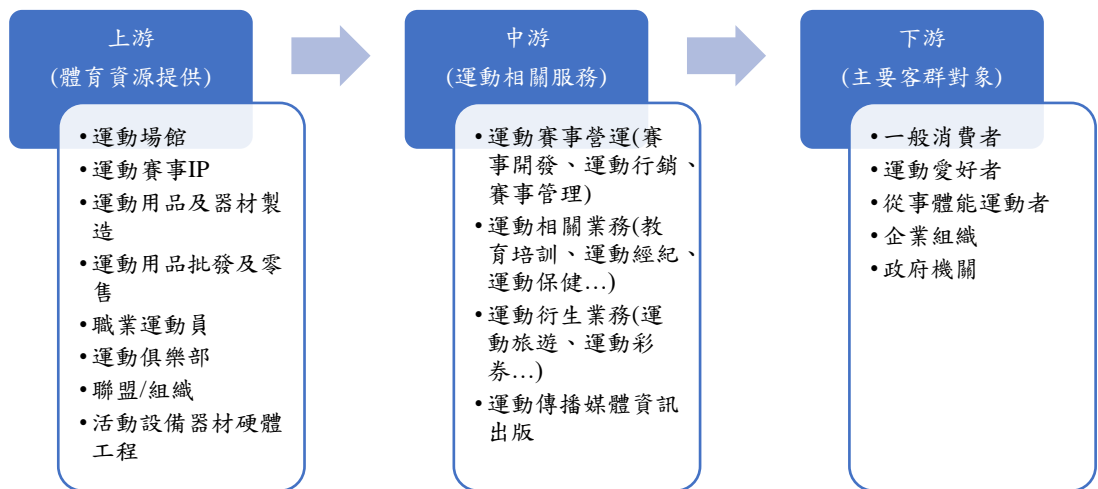 上游
(體育資源提供)
•運動場館
•運動賽事IP
•運動用品及器材製
造
•運動用品批發及零
售
•職業運動員
•運動俱樂部
•聯盟/組織
•活動設備器材硬體
工程
中游
(運動相關服務)
•運動賽事營運(賽
事開發、運動行銷、
賽事管理)
•運動相關業務(教
育培訓、運動經紀、
運動保健…)
•運動衍生業務(運
動旅遊、運動彩
券…)
•運動傳播媒體資訊
出版
下游
(主要客群對象)
•一般消費者
•運動愛好者
•從事體能運動者
•企業組織
•政府機關